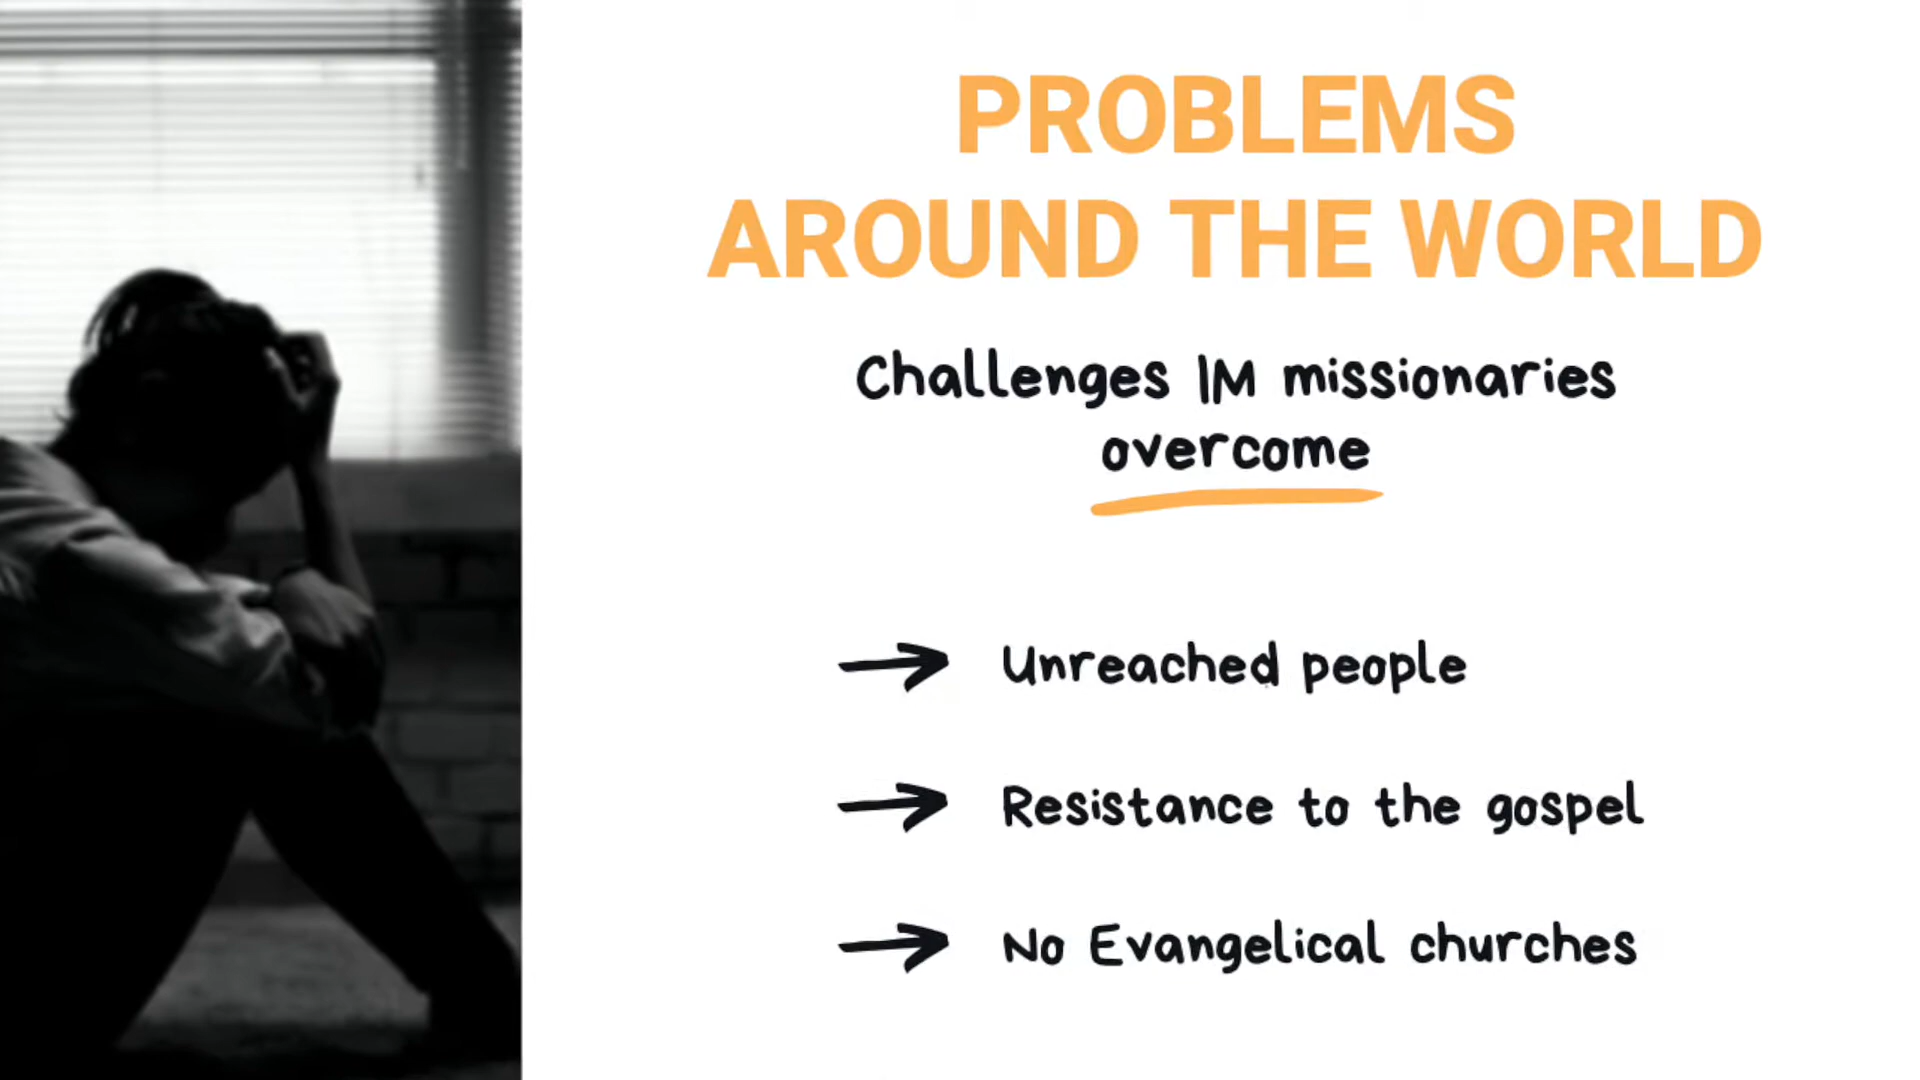 PROBLEMS
AROUND THE WORLD
Challenges IM missionaries
overcome
Unreached people
Resistance to the gospel
No Evangelical churches